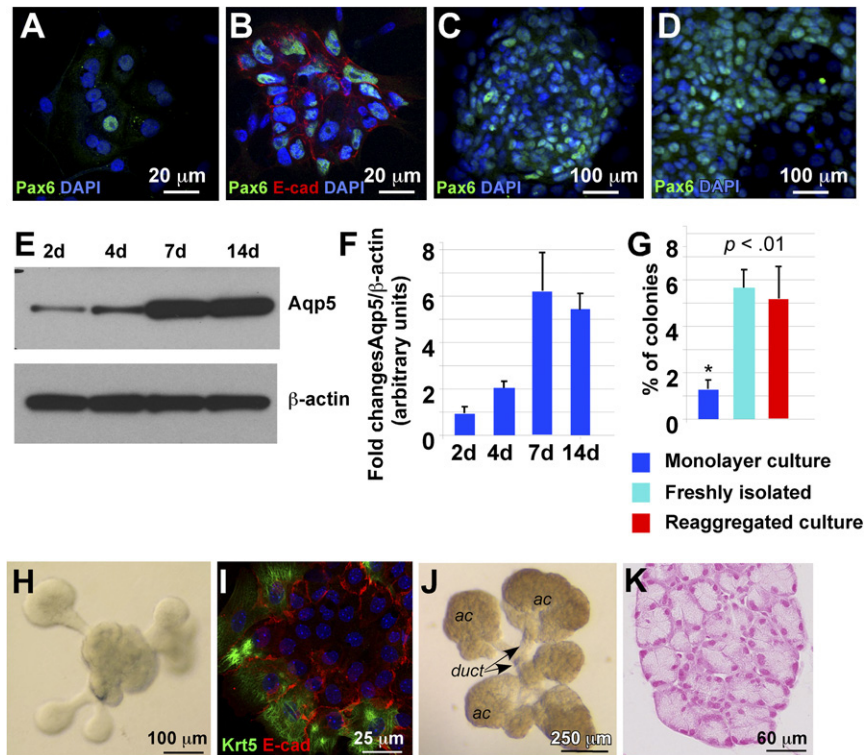 A
B
C
D
20 μm
20 μm
100 μm
100 μm
Pax6 DAPI
Pax6 E-cad DAPI
Pax6 DAPI
Pax6 DAPI
E
2d 4d 7d 14d
Aqp5
β-actin
F
Fold changesAqp5/β-actin
(arbitrary units)
8
6
4
2
0
2d 4d 7d 14d
G
p < .01
% of colonies
8
6
4
2
0
*
Monolayer culture
Freshly isolated
Reaggregated culture
H
100 μm
I
Krt5 E-cad
25 μm
J
ac
ac
duct
ac
250 μm
K
60 μm